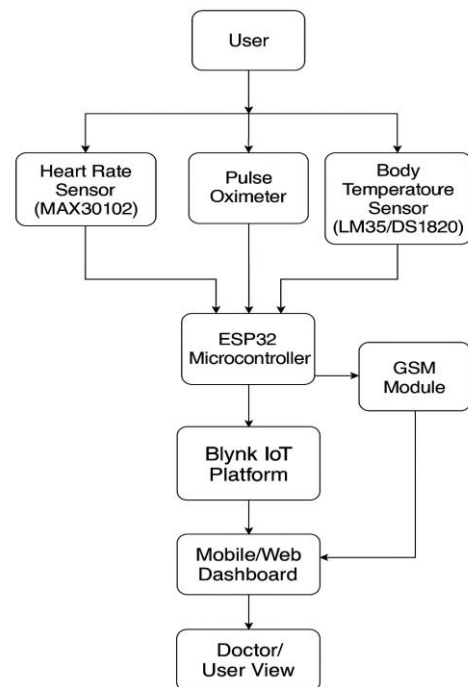 User
Heart Rate
Sensor
(MAX30102)
Pulse
Oximeter
Body
Temperatoure
Sensor
(LM35/DS1820)
ESP32
Microcontroller
GSM
Module
Blynk IoT
Platform
Mobile/Web
Dashboard
Doctor/
User View